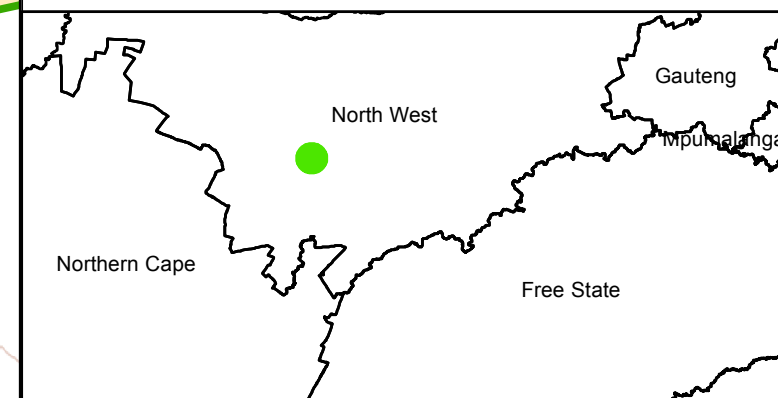 Gauteng
North West
Mpumalanga
Northern Cape
Free State